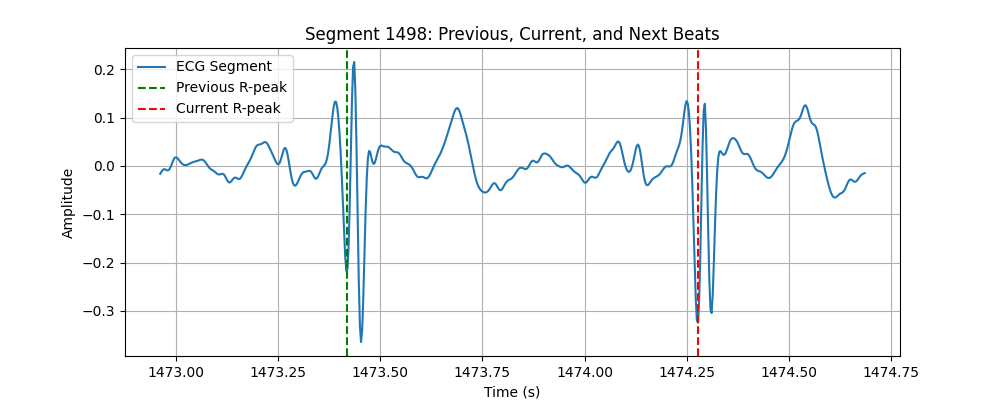 Segment 1498: Previous, Current, and Next Beats
ECG Segment
Previous R-peak
Current R-peak
0.2
0.1
0.0
−0.1
−0.2
−0.3
Amplitude
1473.00 1473.25 1473.50 1473.75 1474.00 1474.25 1474.50 1474.75
Time (s)